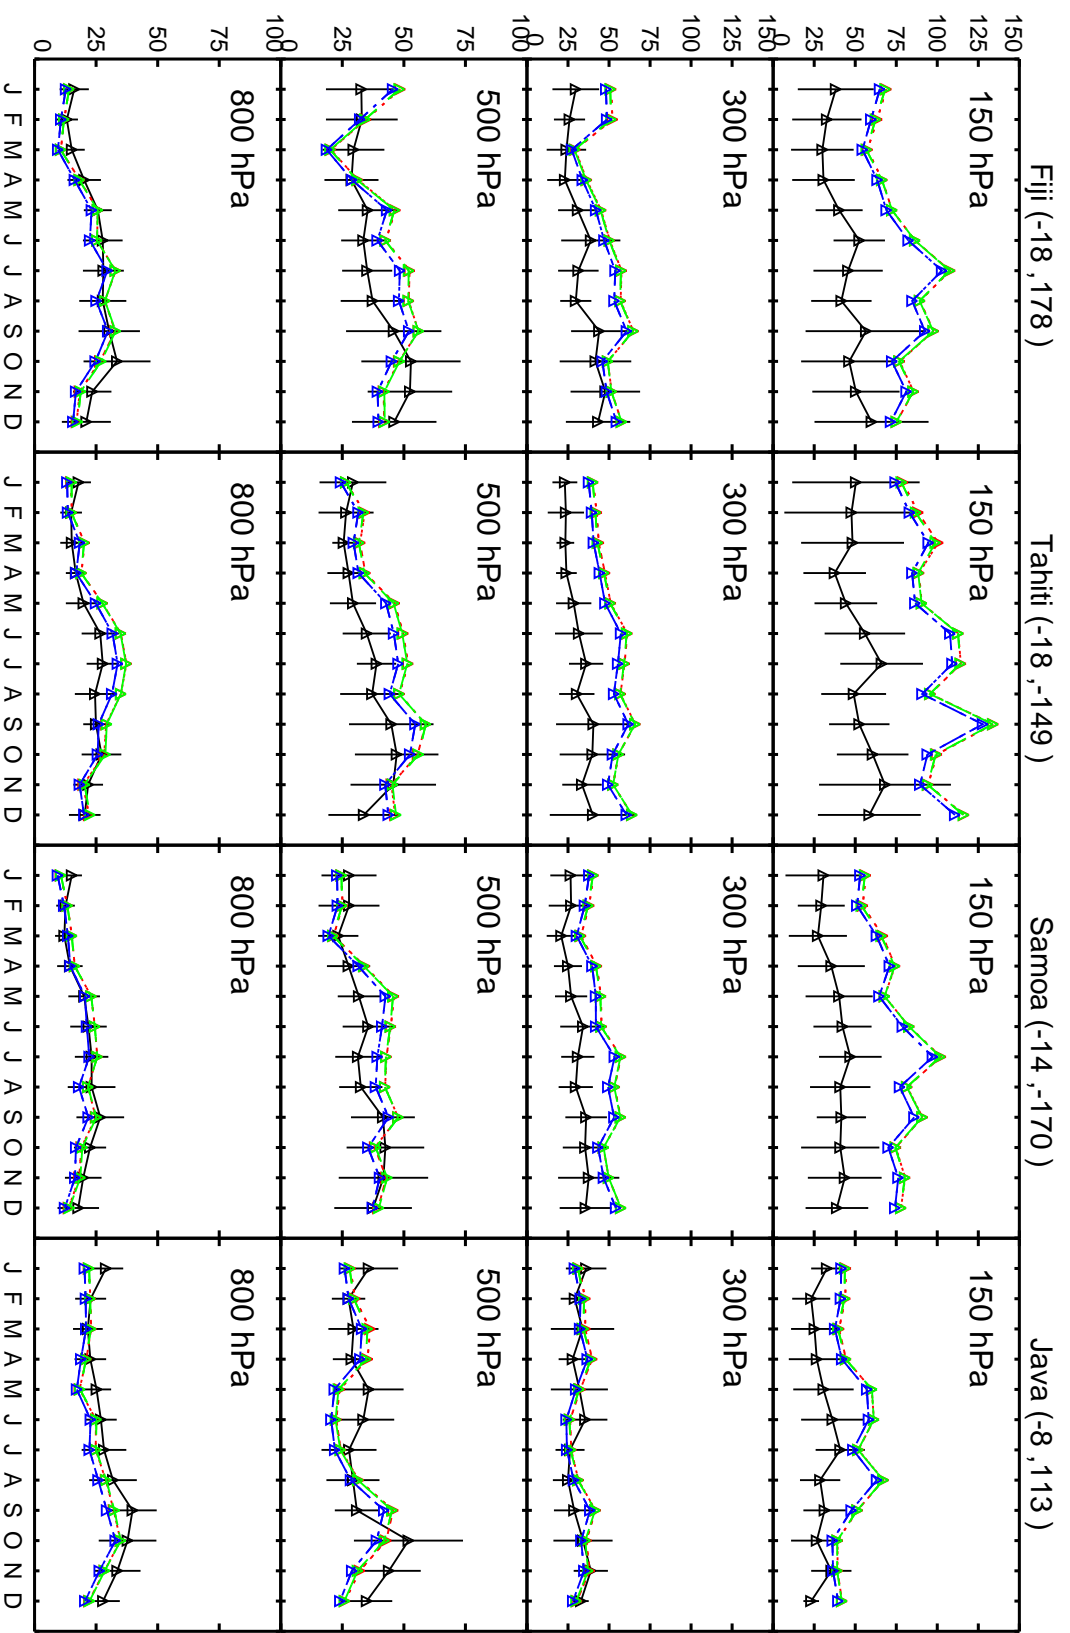 Fiji (-18 ,178 )
Tahiti (-18 ,-149 )
Samoa (-14 ,-170 )
Java (-8 ,113 )
150
125
100
75
50
25
0
150 hPa
150 hPa
150 hPa
150 hPa
150
125
100
75
50
25
0
300 hPa
300 hPa
300 hPa
300 hPa
100
75
50
25
0
500 hPa
500 hPa
500 hPa
500 hPa
100
75
50
25
0
800 hPa
800 hPa
800 hPa
800 hPa
J F M A M J J A S O N D
J F M A M J J A S O N D
J F M A M J J A S O N D
J F M A M J J A S O N D